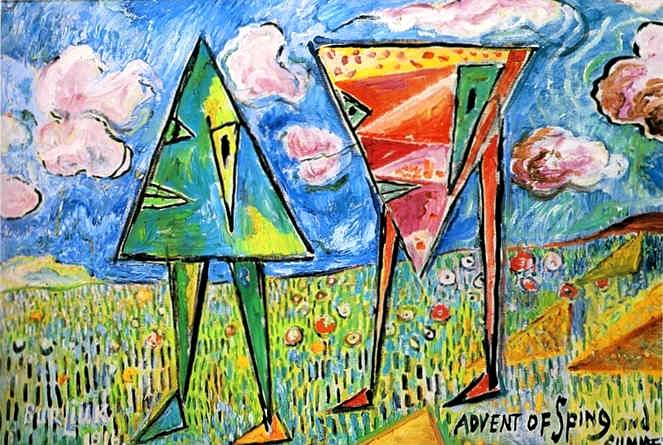 ADVENT OF SPING AND